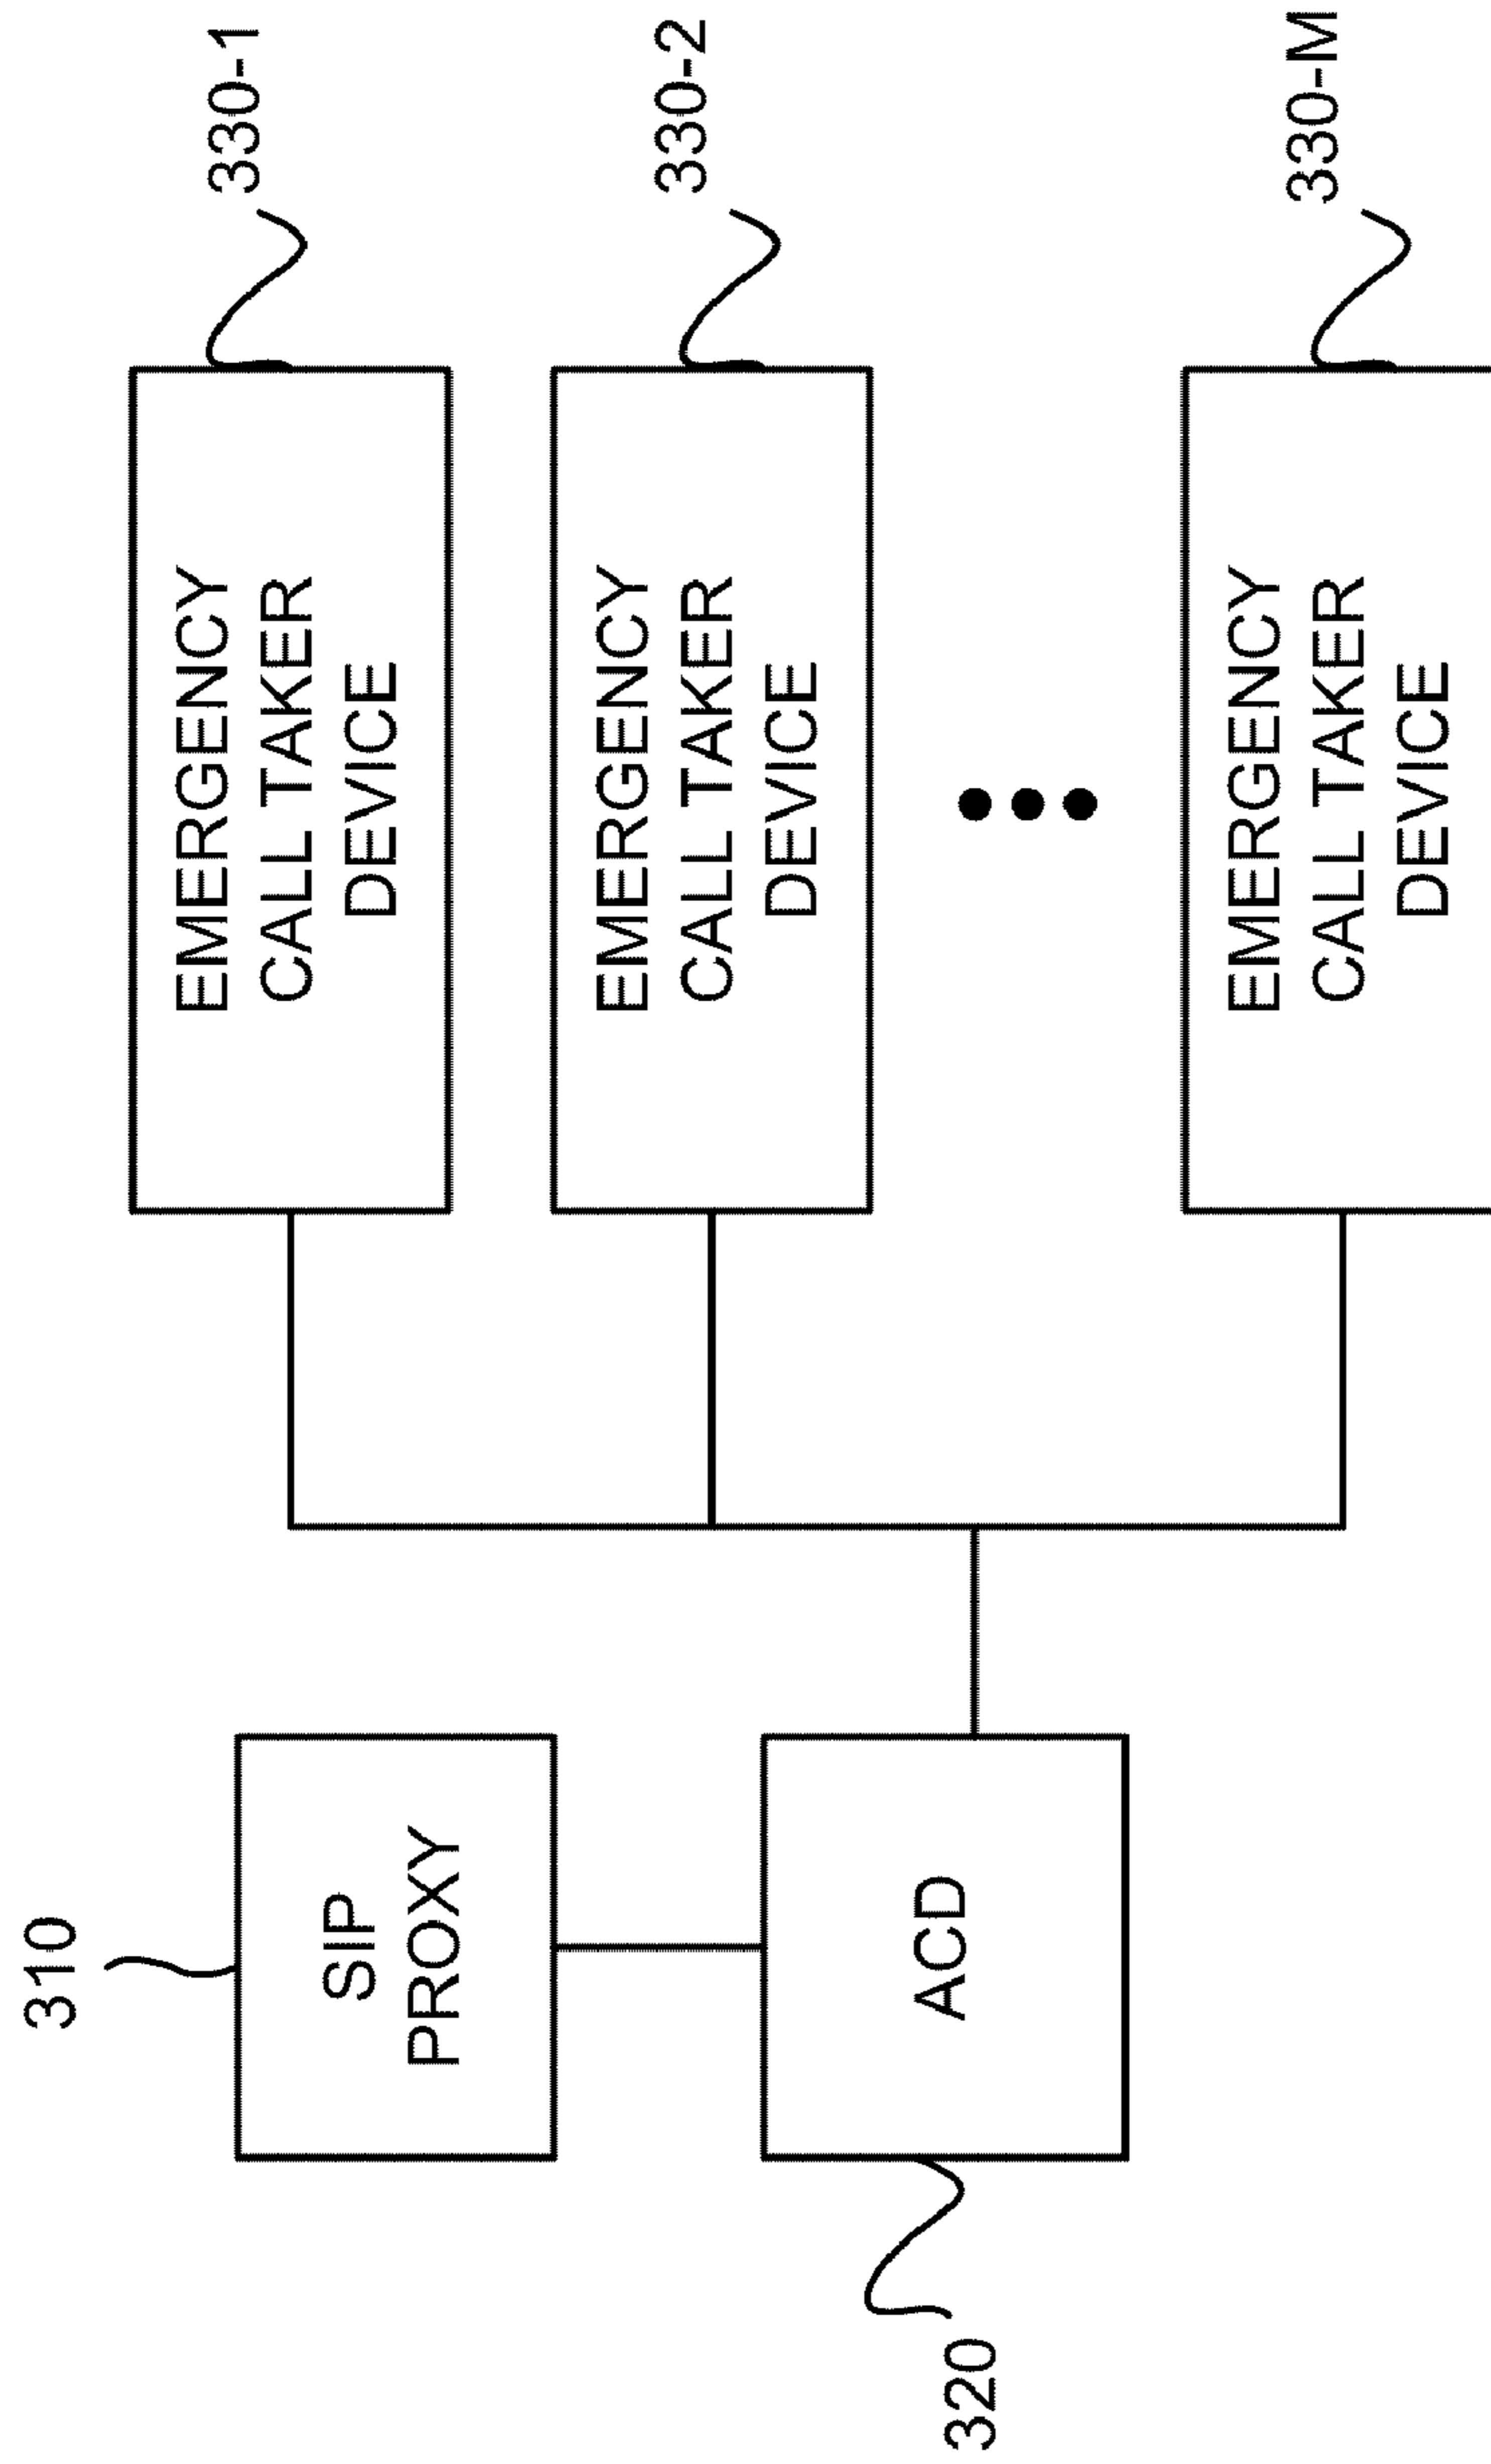 310
SIP
PROXY
ACD
320
EMERGENCY
CALL TAKER
DEVICE
330-1
EMERGENCY
CALL TAKER
DEVICE
330-2
EMERGENCY
CALL TAKER
DEVICE
330-M